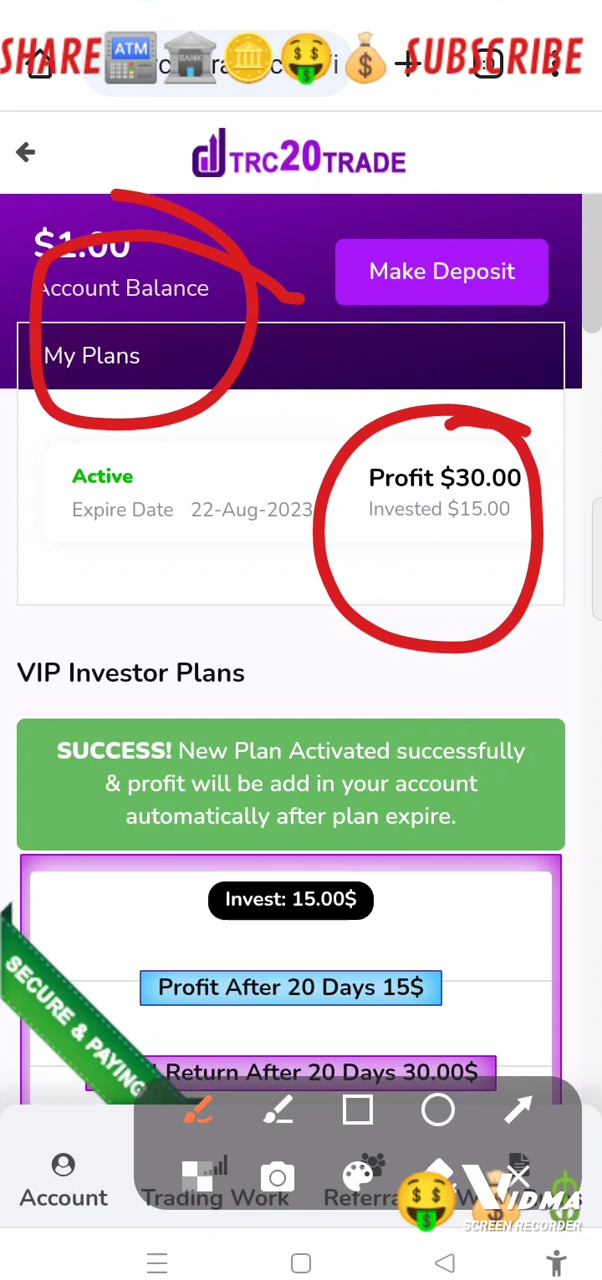 SHARE SUBSCRIBE
ATM
BANK
TRC20TRADE
$1.00
Account Balance
Make Deposit
My Plans
Active
Profit $30.00
Expire Date 22-Aug-2023
Invested $15.00
VIP Investor Plans
SUCCESS! New Plan Activated successfully
& profit will be add in your account
automatically after plan expire.
Invest: 15.00$
Profit After 20 Days 15$
SECURE & PAYING
Return After 20 Days 30.00$
Account Trading Work
VIDMA
SCREEN RECORDER